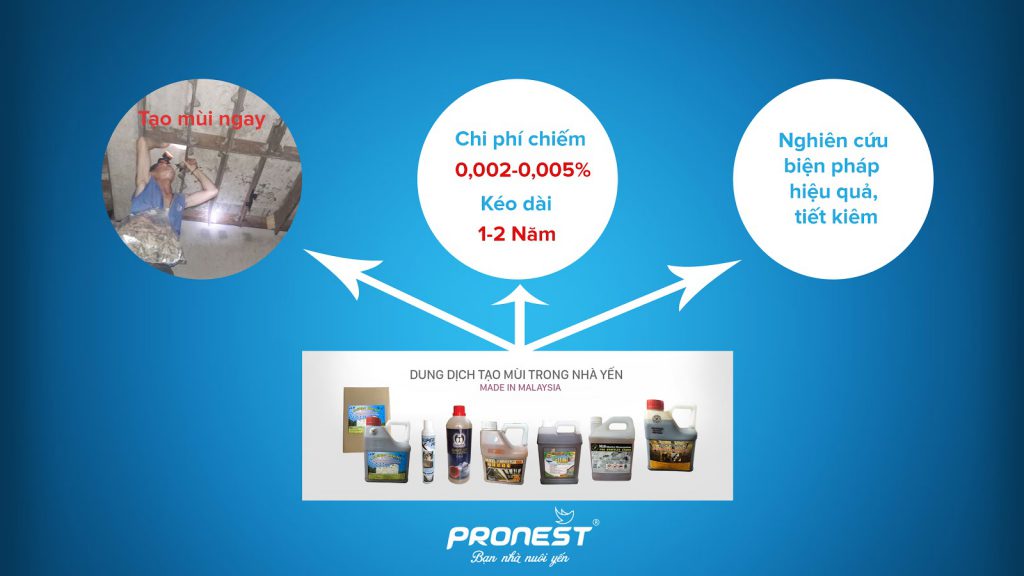 Tạo mùi ngay
Chi phí chiếm
0,002-0,005%
Kéo dài
1-2 Năm
Nghiên cứu
biện pháp
hiệu quả,
tiết kiêm
DUNG DỊCH TẠO MÙI TRONG NHÀ YẾN
MADE IN MALAYSIA
PRONEST®
Bạn nhà nuôi yến